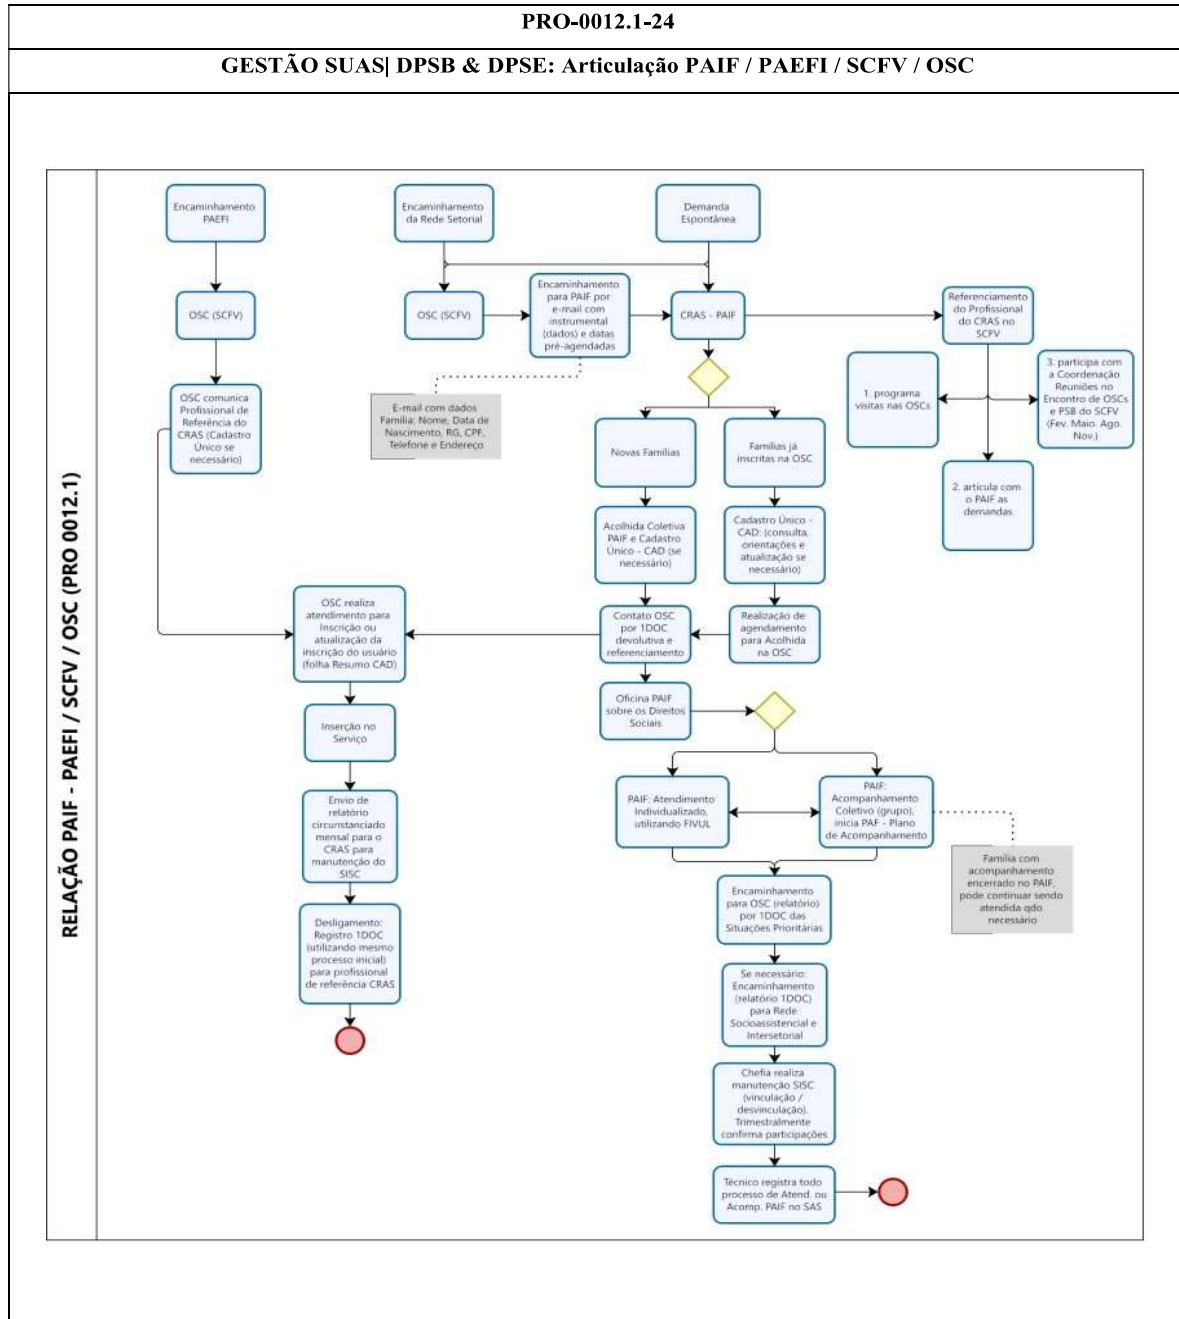 PRO-0012.1-24
GESTÃO SUAS| DPSB & DPSE: Articulação PAIF / PAEFI / SCFV / OSC
RELAÇÃO PAIF - PAEFI / SCFV / OSC (PRO 0012.1)
Encaminhamento
PAEFI
Encaminhamento
da Rede Setorial
Demanda
Espontânea
OSC (SCFV)
OSC (SCFV)
Encaminhamento
para PAIF por
e-mail com
instrumental
(dados) e datas
pré-agendadas
CRAS - PAIF
Referenciamento
do Profissional
do CRAS no
SCFV
1. programa
visitas nas OSCs
3. participa com
a Coordenação
Reuniões no
Encontro de OSCs
e PSB do SCFV
(Fev. Maio. Ago.
Nov.)
2. articula com
o PAIF as
demandas
OSC comunica
Profissional de
Referência do
CRAS (Cadastro
Único se
necessário)
E-mail com dados
Família: Nome, Data de
Nascimento, RG, CPF,
Telefone e Endereço
Novas Famílias
Famílias já
inscritas na OSC
Acolhida Coletiva
PAIF e Cadastro
Único - CAD (se
necessário)
Cadastro Único -
CAD: (consulta,
orientações e
atualização se
necessário)
OSC realiza
atendimento para
Inscrição ou
atualização da
inscrição do usuário
(folha Resumo CAD)
Contato OSC
por 1DOC
devolutiva e
referenciamento
Realização de
agendamento
para Acolhida
na OSC
Inserção no
Serviço
Oficina PAIF
sobre os Direitos
Sociais
Envio de
relatório
circunstanciado
mensal para o
CRAS para
manutenção do
SISC
PAIF: Atendimento
Individualizado,
utilizando FIVUL
PAIF:
Acompanhamento
Coletivo (grupo),
inicia PAF - Plano
de Acompanhamento
Família com
acompanhamento
encerrado no PAIF,
pode continuar sendo
atendida qdo
necessário
Desligamento:
Registro 1DOC
(utilizando mesmo
processo inicial)
para profissional
de referência CRAS
Encaminhamento
para OSC (relatório)
por 1DOC das
Situações Prioritárias
Se necessário:
Encaminhamento
(relatório 1DOC)
para Rede
Socioassistencial e
Intersetorial
Chefia realiza
manutenção SISC
(vinculação /
desvinculação).
Trimestralmente
confirma participações
Técnico registra todo
processo de Atend. ou
Acomp. PAIF no SAS